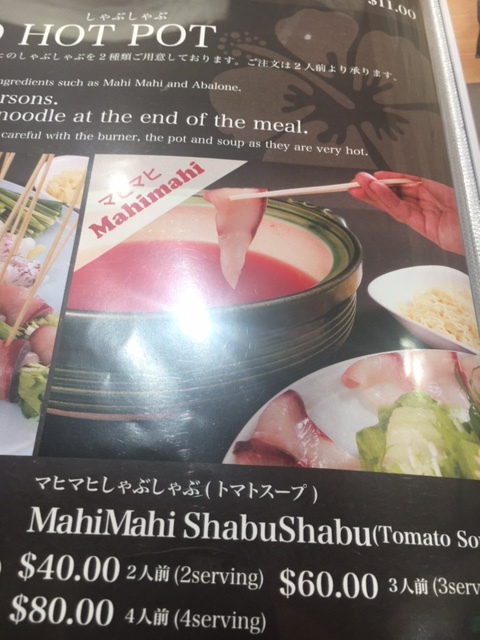 $11.00
しゃぶしゃぶ
HOT POT
のしゃぶしゃぶを2種類ご用意しております。ご注文は2人前より承ります。
ingredients such as Mahi Mahi and Abalone.
noodle at the end of the meal.
careful with the burner, the pot and soup as they are very hot.
マヒマヒ
Mahimahi
マヒマヒしゃぶしゃぶ(トマトスープ)
MahiMahi ShabuShabu(Tomato
$40.00 2人前(2serving) $60.00 3人前
$80.00 4人前(4serving)